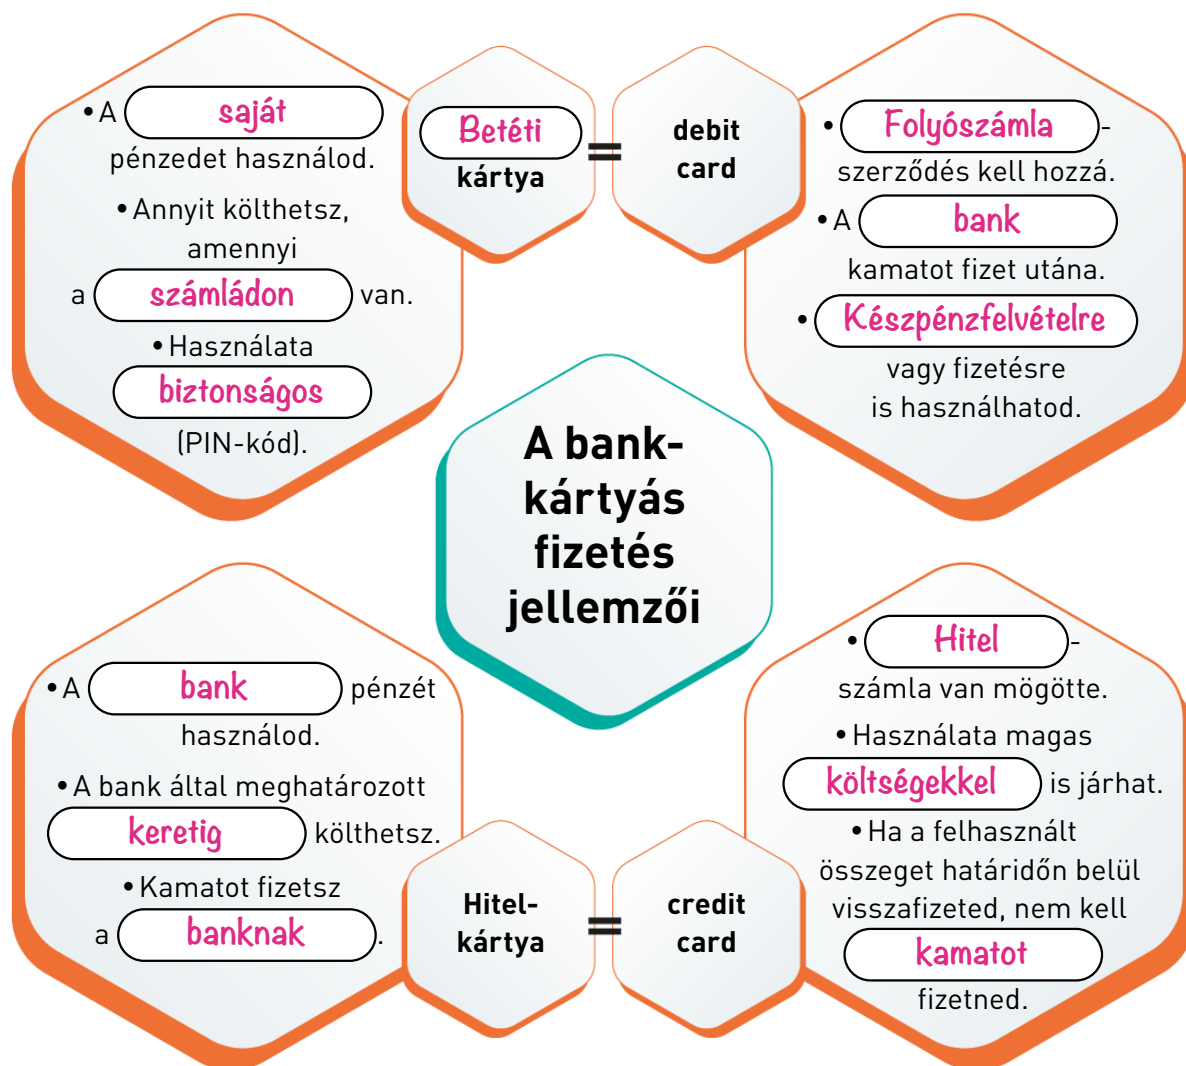 • A saját
pénzedet használod.
• Annyit költhetsz,
amennyi
a számládon van.
• Használata
biztonságos
(PIN-kód).
Betéti
kártya
=
debit
card
• Folyószámla-
szerződés kell hozzá.
• A bank
kamatot fizet utána.
• Készpénzfelvételre
vagy fizetésre
is használhatod.
A bank-
kártyás
fizetés
jellemzői
• A bank pénzét
használod.
• A bank által meghatározott
keretig költhetsz.
• Kamatot fizetsz
a banknak.
Hitel-
kártya
=
credit
card
• Hitel-
számla van mögötte.
• Használata magas
költségekkel is járhat.
• Ha a felhasznált
összeget határidőn belül
visszafizeted, nem kell
kamatot
fizetned.